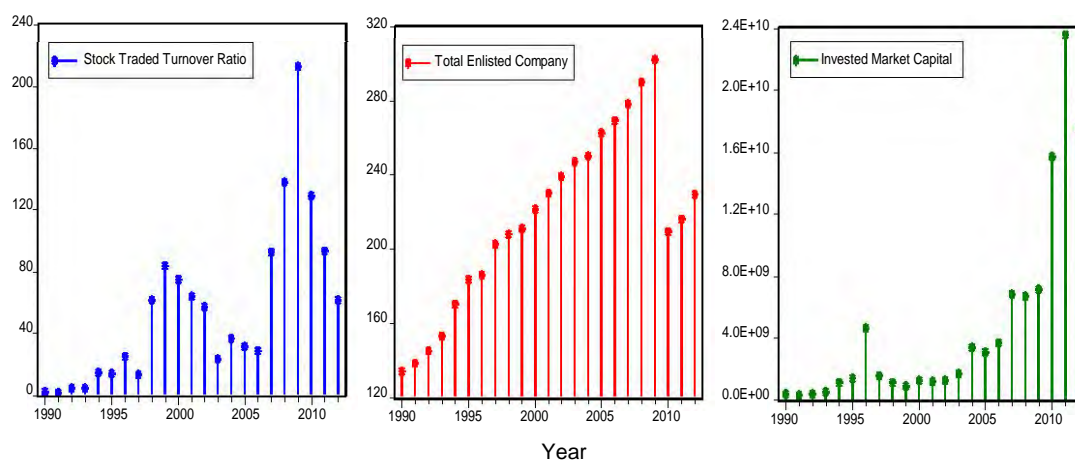 Stock Traded Turnover Ratio
240
200
160
120
80
40
0
1990 1995 2000 2005 2010
Total Enlisted Company
320
280
240
200
160
120
1990 1995 2000 2005 2010
Invested Market Capital
2.4E+10
2.0E+10
1.6E+10
1.2E+10
8.0E+09
4.0E+09
0.0E+00
1990 1995 2000 2005 2010
Year